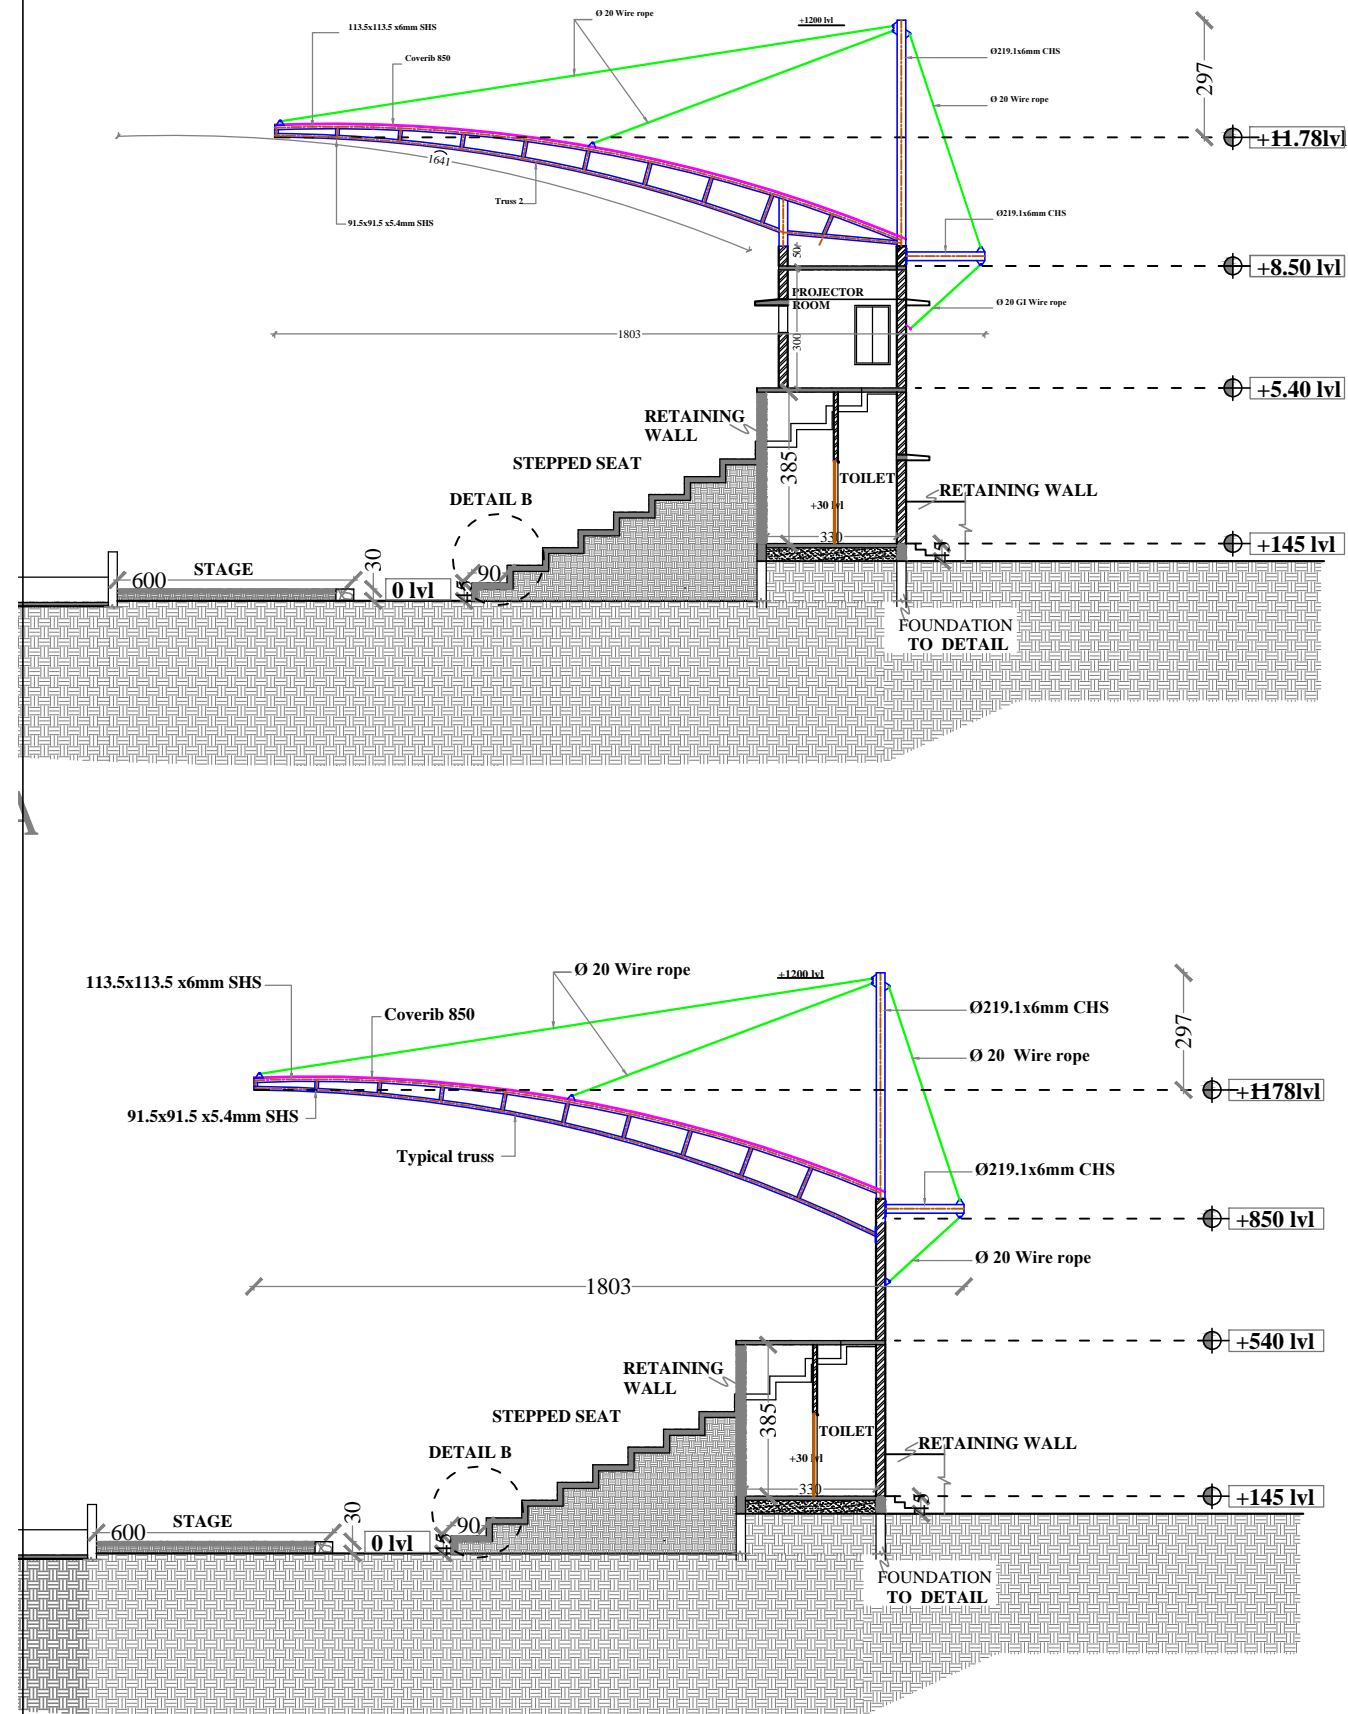 Ø 20 Wire rope
+1200 lvl
113.5x113.5 x6mm SHS
Coverib 850
Ø219.1x6mm CHS
297
Ø 20 Wire rope
+11.78lvl
1641
Truss 2
91.5x91.5 x5.4mm SHS
Ø219.1x6mm CHS
50
+8.50 lvl
PROJECTOR
ROOM
Ø 20 GI Wire rope
1803
300
+5.40 lvl
RETAINING
WALL
385
STEPPED SEAT
TOILET
DETAIL B
RETAINING WALL
+30 lvl
330
45
+145 lvl
30
STAGE
600
0 lvl
45
90
FOUNDATION
TO DETAIL
A
Ø 20 Wire rope
+1200 lvl
113.5x113.5 x6mm SHS
Coverib 850
Ø219.1x6mm CHS
297
Ø 20 Wire rope
+1178lvl
91.5x91.5 x5.4mm SHS
Typical truss
Ø219.1x6mm CHS
+850 lvl
Ø 20 Wire rope
1803
+540 lvl
RETAINING
WALL
385
STEPPED SEAT
TOILET
DETAIL B
RETAINING WALL
+30 lvl
330
45
+145 lvl
30
STAGE
600
0 lvl
45
90
FOUNDATION
TO DETAIL